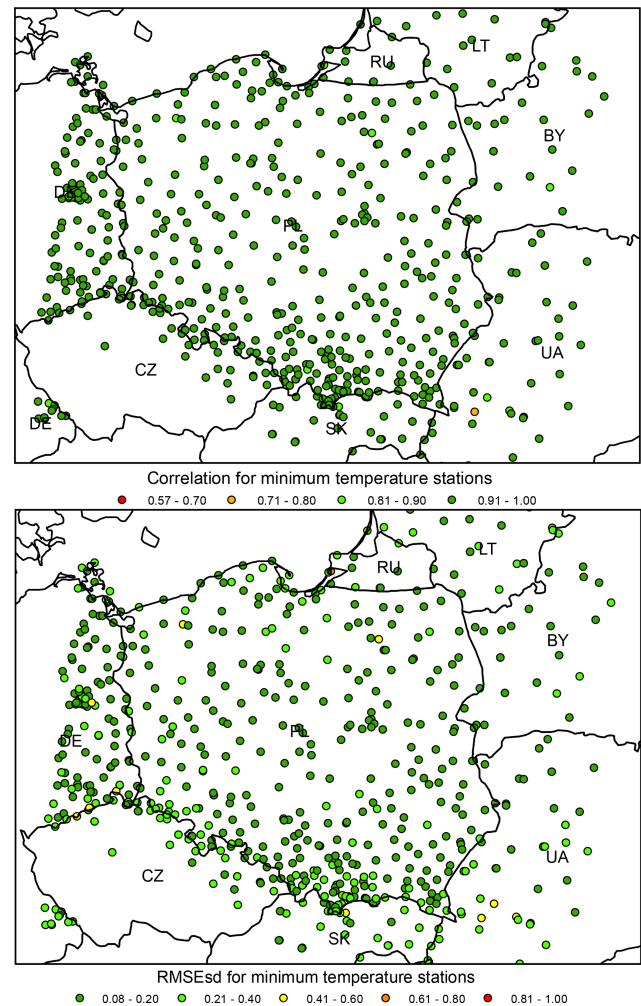 LT
RU
BY
DE
PL
UA
CZ
DE
SK
Correlation for minimum temperature stations
0.57 - 0.70 0.71 - 0.80 0.81 - 0.90 0.91 - 1.00
LT
RU
BY
PL
DE
UA
CZ
SK
RMSEsd for minimum temperature stations
0.08 - 0.20 0.21 - 0.40 0.41 - 0.60 0.61 - 0.80 0.81 - 1.00